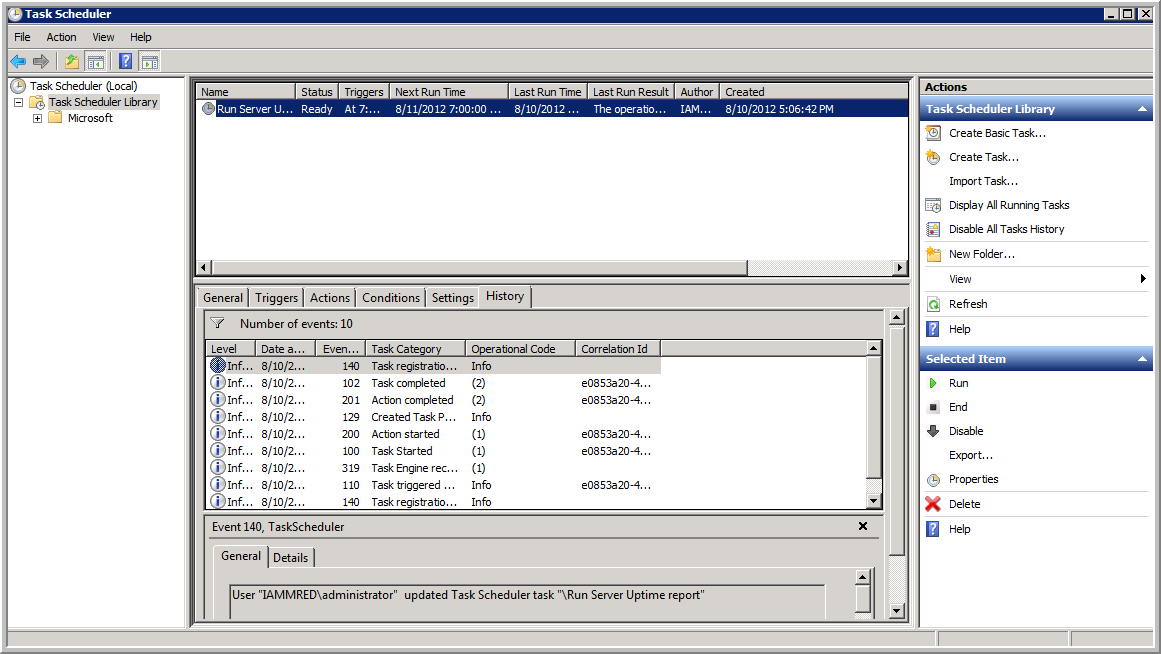 Task Scheduler
File Action View Help
Task Scheduler (Local)
Task Scheduler Library
Microsoft
Name Status Triggers Next Run Time Last Run Time Last Run Result Author Created
Run Server U... Ready At 7:... 8/11/2012 7:00:00 ... 8/10/2012 ... The operatio... IAM... 8/10/2012 5:06:42 PM
General Triggers Actions Conditions Settings History
Number of events: 10
Level Date a... Even... Task Category Operational Code Correlation Id
Inf... 8/10/2... 140 Task registratio... Info
Inf... 8/10/2... 102 Task completed (2) e0853a20-4...
Inf... 8/10/2... 201 Action completed (2) e0853a20-4...
Inf... 8/10/2... 129 Created Task P... Info
Inf... 8/10/2... 200 Action started (1) e0853a20-4...
Inf... 8/10/2... 100 Task Started (1) e0853a20-4...
Inf... 8/10/2... 319 Task Engine rec... (1)
Inf... 8/10/2... 110 Task triggered ... Info e0853a20-4...
Inf... 8/10/2... 140 Task registratio... Info
Event 140, TaskScheduler
General Details
User "IAMMRED\administrator" updated Task Scheduler task "\Run Server Uptime report"
Actions
Task Scheduler Library
Create Basic Task...
Create Task...
Import Task...
Display All Running Tasks
Disable All Tasks History
New Folder...
View
Refresh
Help
Selected Item
Run
End
Disable
Export...
Properties
Delete
Help